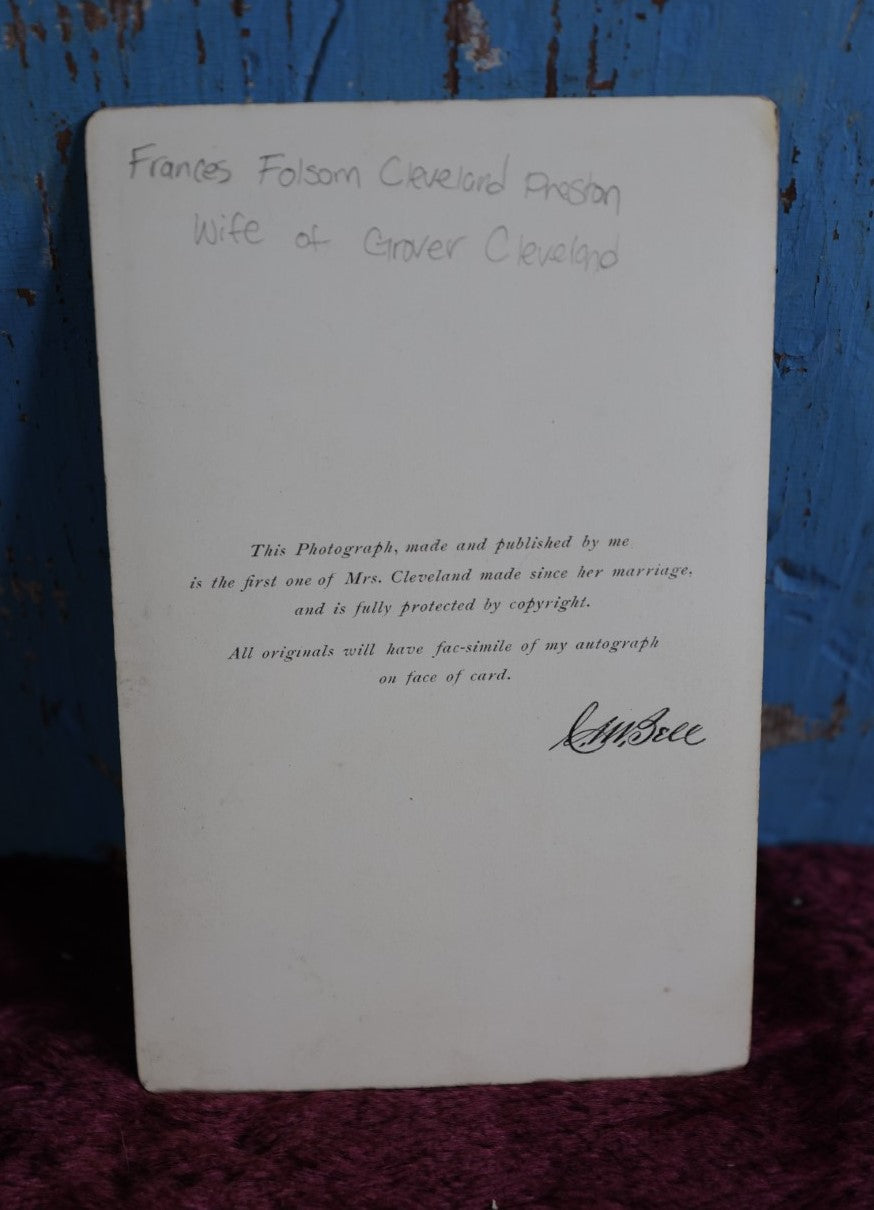 Frances Folsom Cleveland Preston
Wife of Grover Cleveland
This Photograph, made and published by me
is the first one of Mrs. Cleveland made since her marriage,
and is fully protected by copyright.
All originals will have fac-simile of my autograph
on face of card.
C.M.Bell